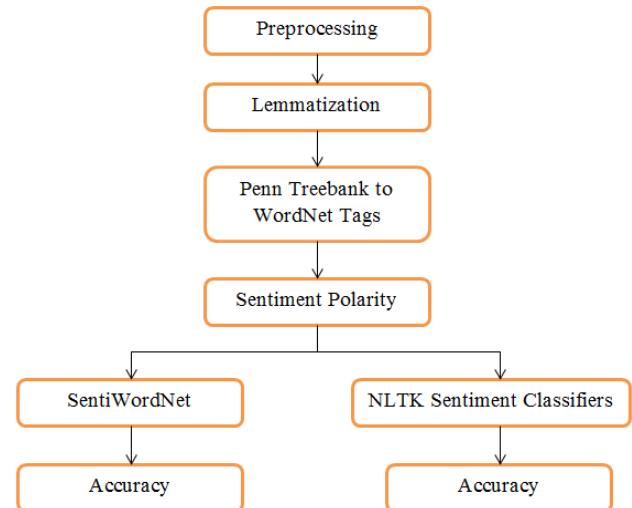 Preprocessing
Lemmatization
Penn Treebank to
WordNet Tags
Sentiment Polarity
SentiWordNet
NLTK Sentiment Classifiers
Accuracy
Accuracy